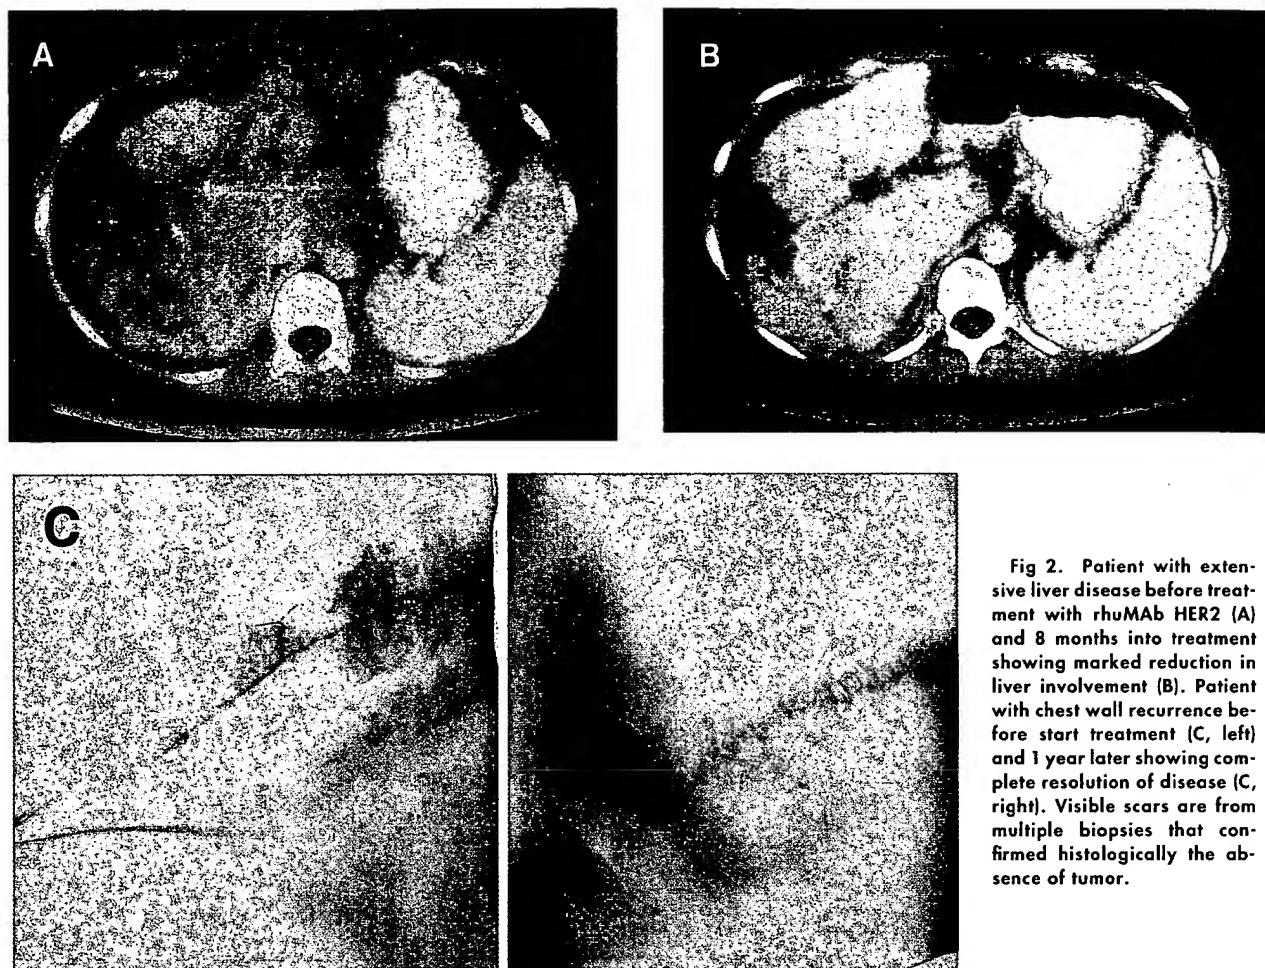 A
B
C
Fig 2. Patient with exten-
sive liver disease before treat-
ment with rhuMAb HER2 (A)
and 8 months into treatment
showing marked reduction in
liver involvement (B). Patient
with chest wall recurrence be-
fore start treatment (C, left)
and 1 year later showing com-
plete resolution of disease (C,
right). Visible scars are from
multiple biopsies that con-
firmed histologically the ab-
sence of tumor.